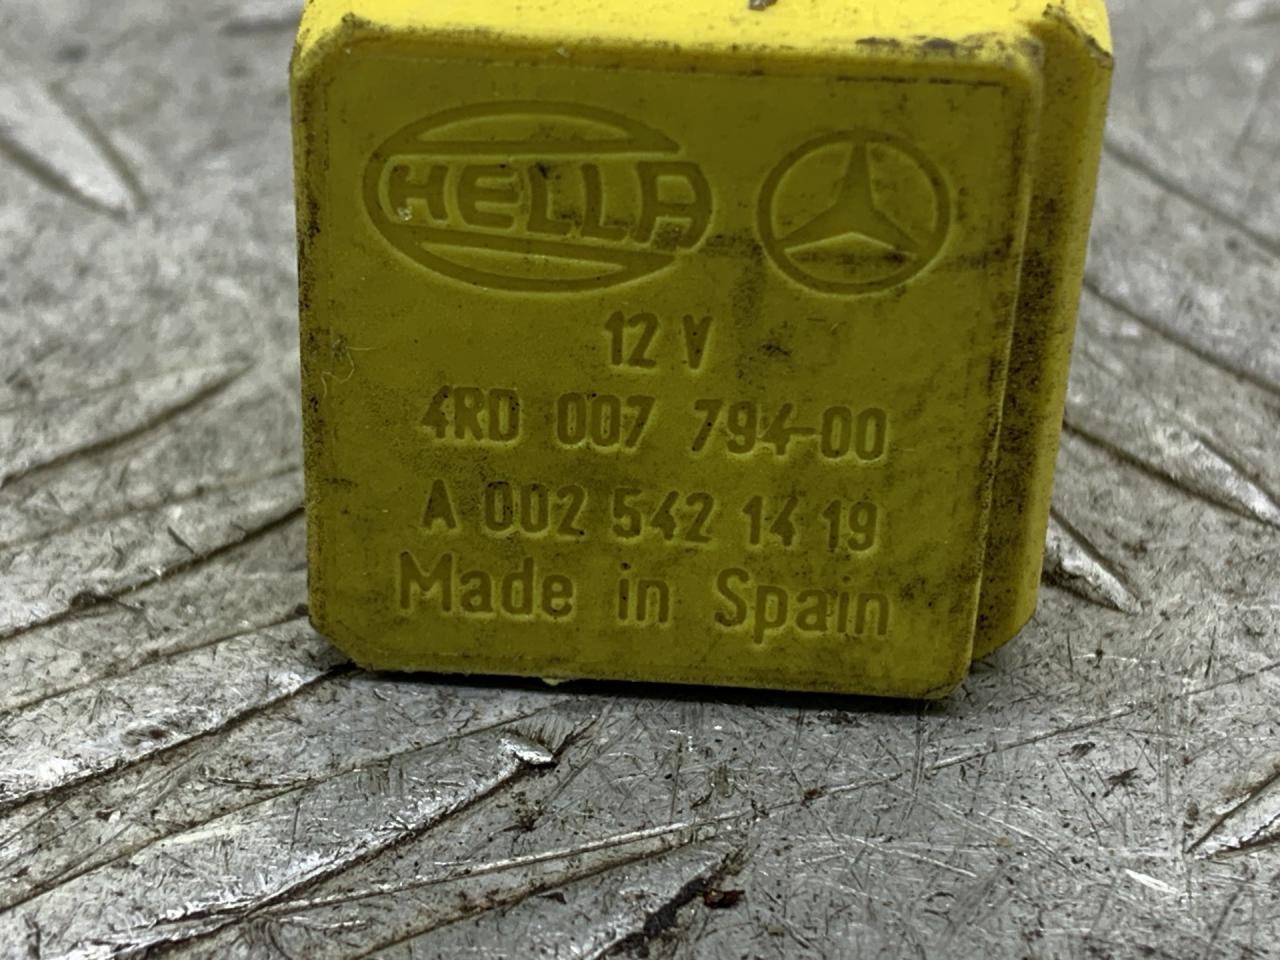 HELLA
12 V
4RD 007 794-00
A 002 542 14 19
Made in Spain